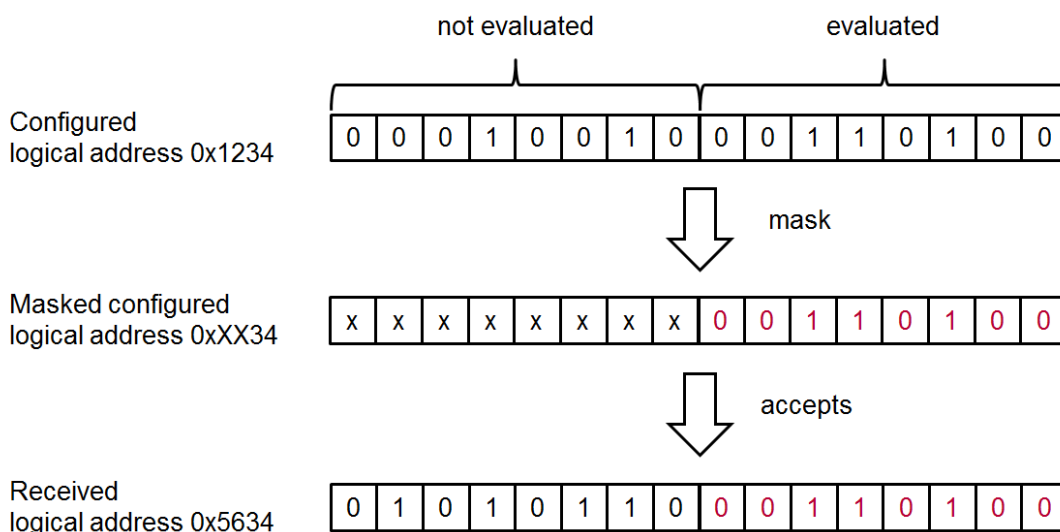 not evaluated evaluated
Configured
logical address 0x1234
0 0 0 1 0 0 1 0 0 0 1 1 0 1 0 0
mask
Masked configured
logical address 0xXX34
x x x x x x x x 0 0 1 1 0 1 0 0
accepts
Received
logical address 0x5634
0 1 0 1 0 1 1 0 0 0 1 1 0 1 0 0